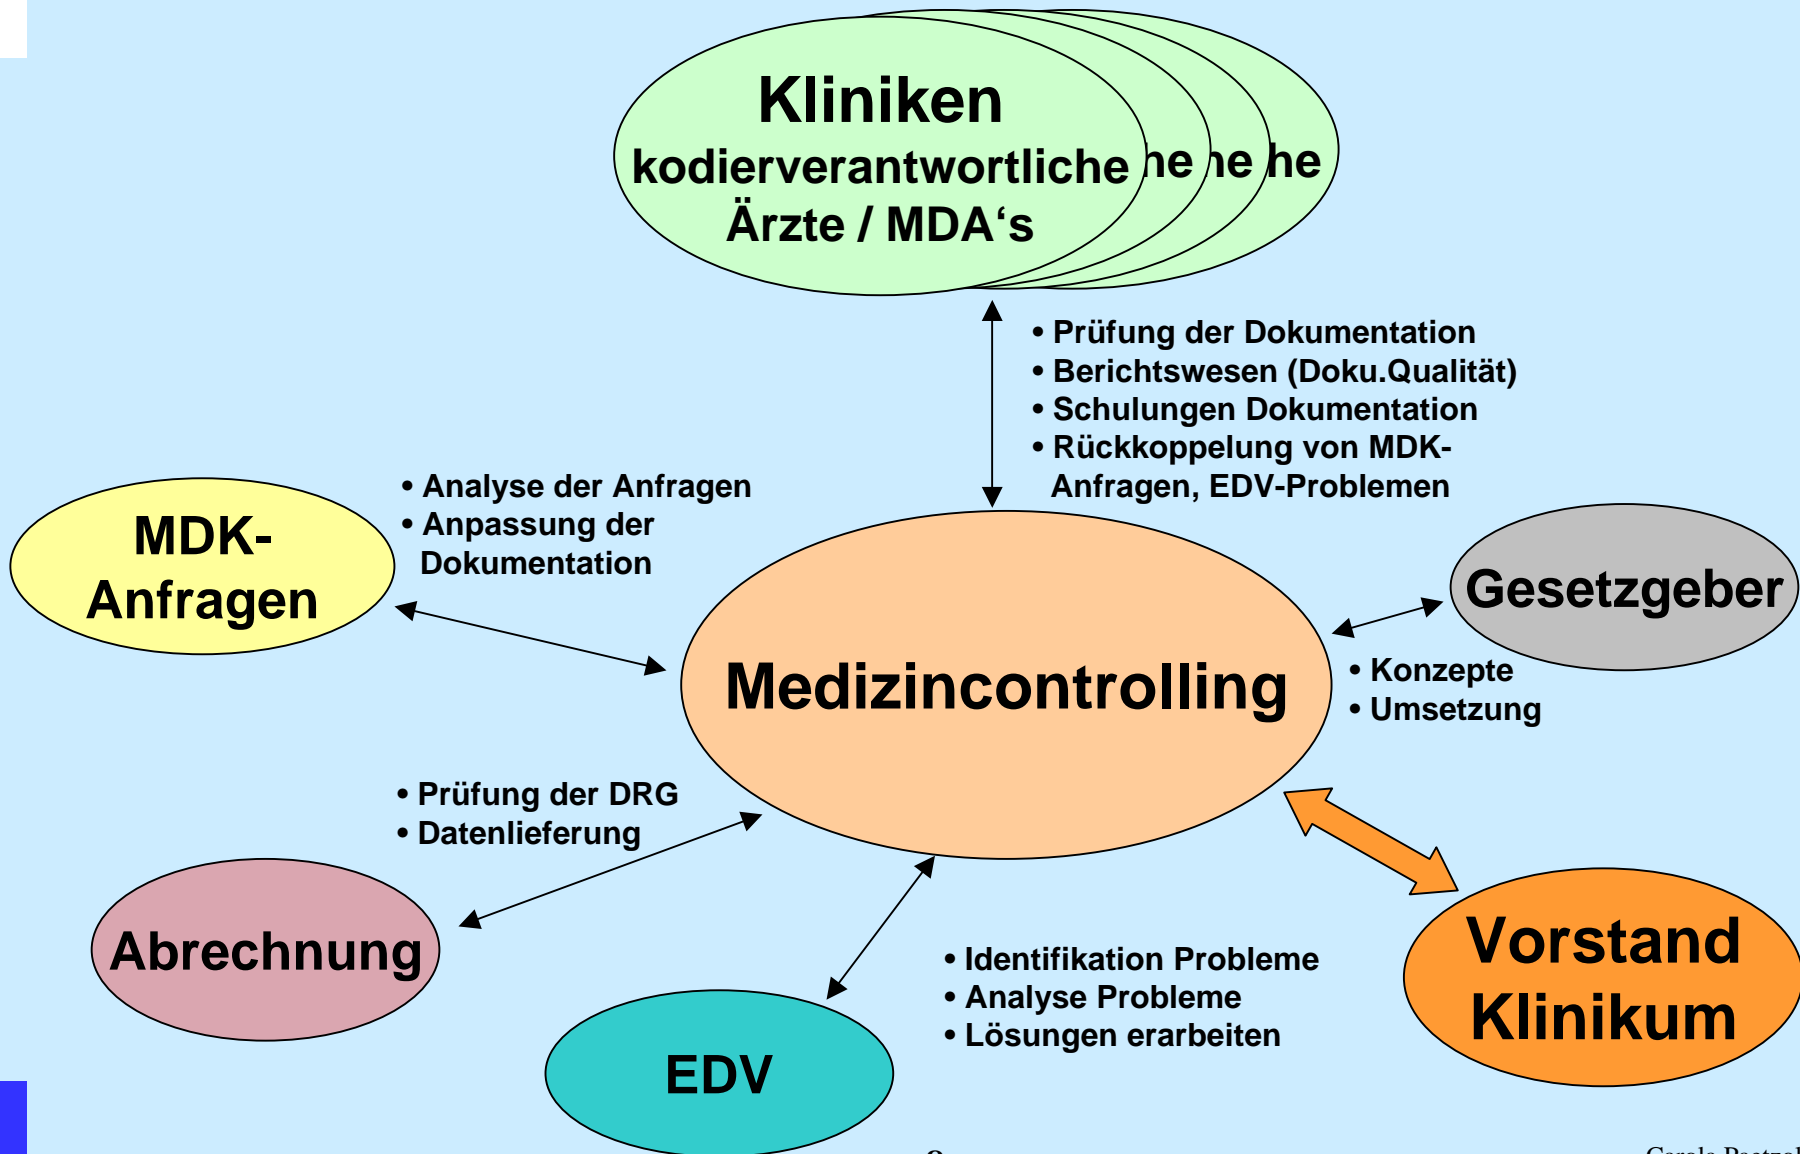 Kliniken
kodierverantwortliche
he he he
Ärzte / MDA‘s
• Prüfung der Dokumentation
• Berichtswesen (Doku.Qualität)
• Schulungen Dokumentation
• Rückkoppelung von MDK-
Anfragen, EDV-Problemen
• Analyse der Anfragen
• Anpassung der
Dokumentation
MDK-
Anfragen
Gesetzgeber
Medizincontrolling
• Konzepte
• Umsetzung
• Prüfung der DRG
• Datenlieferung
Abrechnung
Vorstand
Klinikum
• Identifikation Probleme
• Analyse Probleme
• Lösungen erarbeiten
EDV